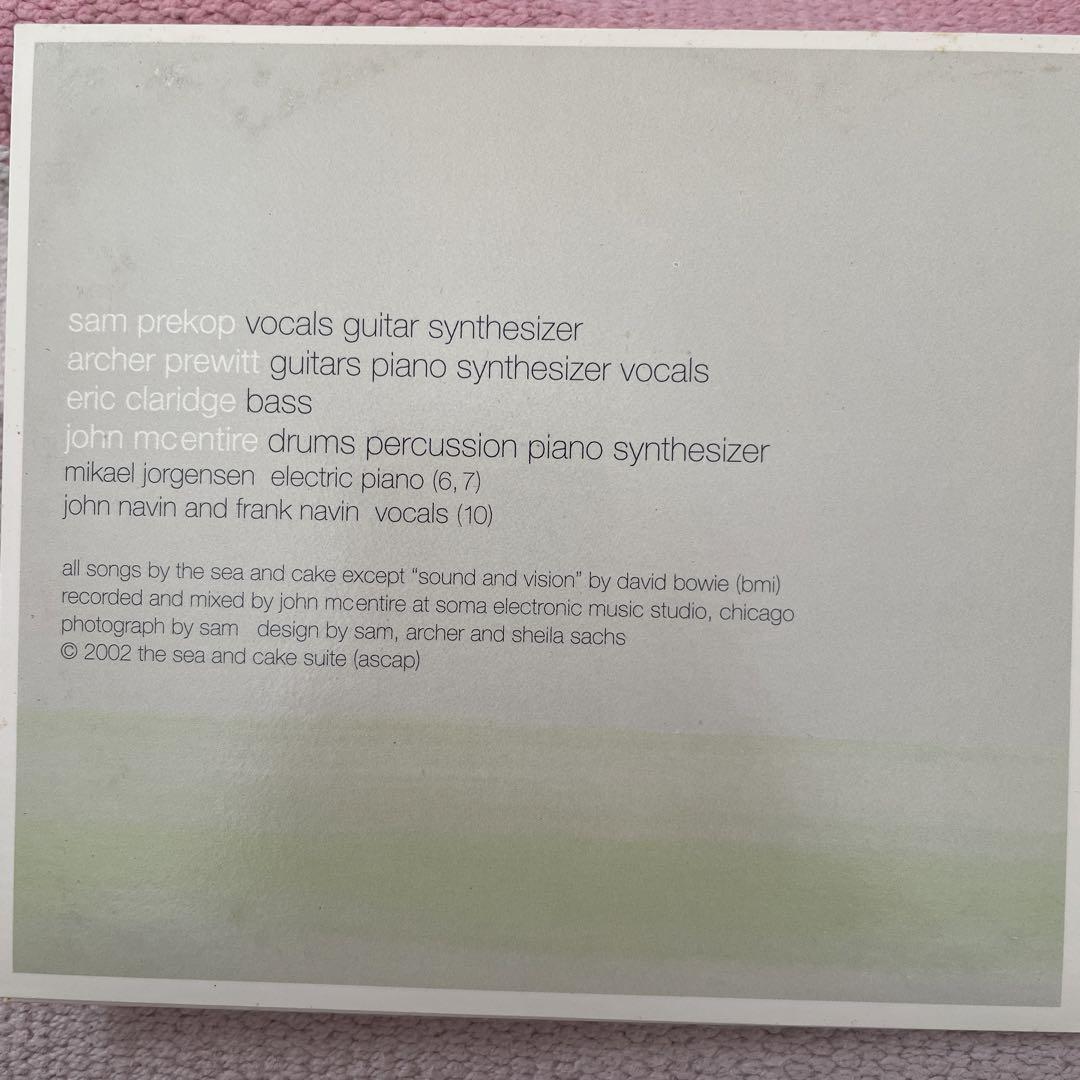 sam prekop vocals guitar synthesizer
archer prewitt guitars piano synthesizer vocals
eric claridge bass
john mcentire drums percussion piano synthesizer
mikael jorgensen electric piano (6, 7)
john navin and frank navin vocals (10)
all songs by the sea and cake except “sound and vision” by david bowie (bmi)
recorded and mixed by john mcentire at soma electronic music studio, chicago
photograph by sam design by sam, archer and sheila sachs
© 2002 the sea and cake suite (ascap)